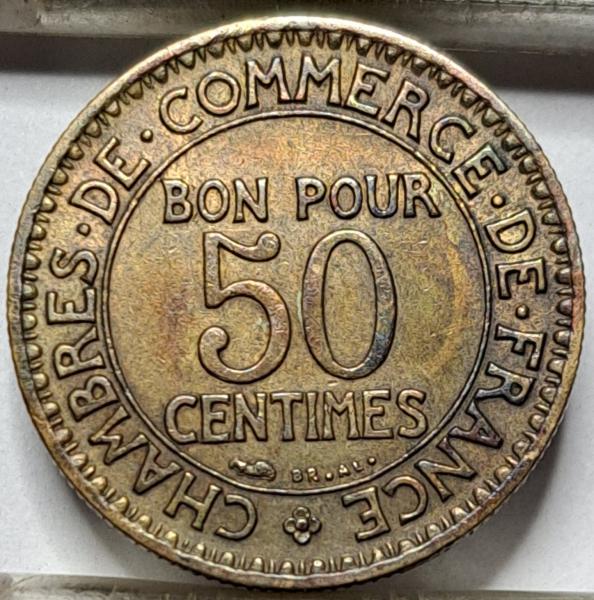 CHAMBRES·DE·COMMERCE·DE·FRANCE
BON POUR
50
CENTIMES
BR.AL.